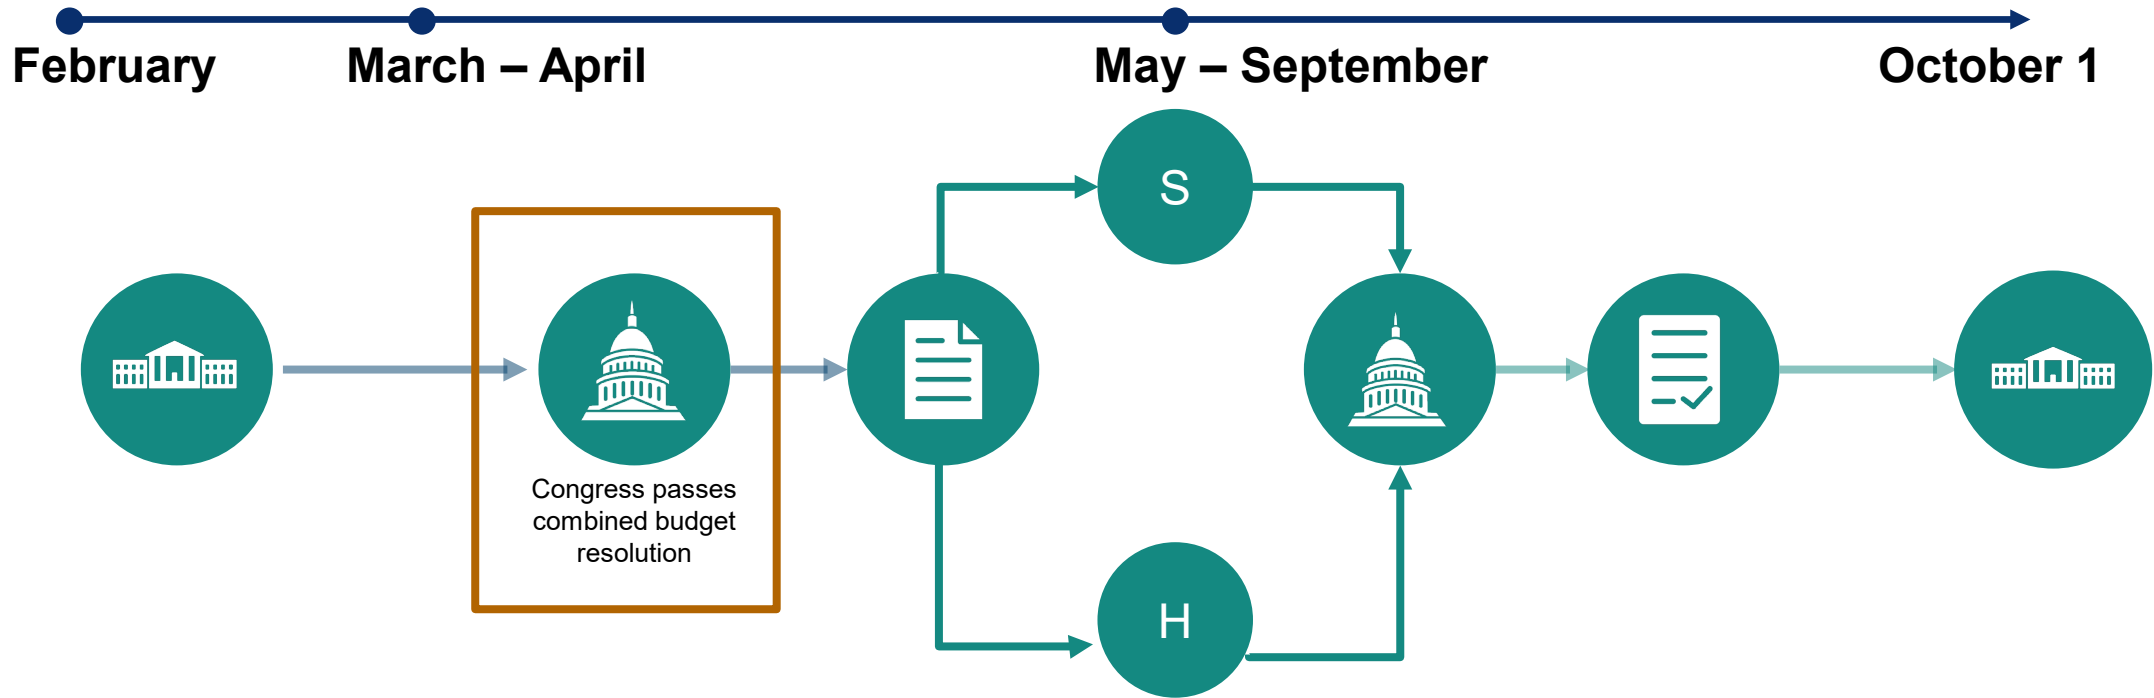 February
March – April
May – September
October 1
S
Congress passes
combined budget
resolution
H